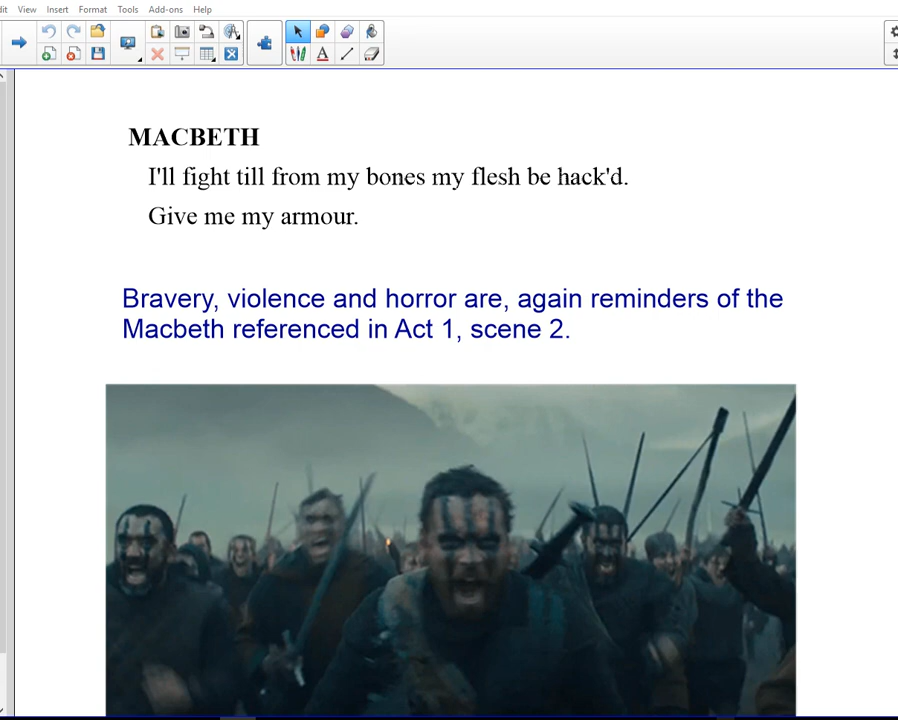 dit View Insert Format Tools Add-ons Help
MACBETH
I'll fight till from my bones my flesh be hack'd.
Give me my armour.
Bravery, violence and horror are, again reminders of the
Macbeth referenced in Act 1, scene 2.